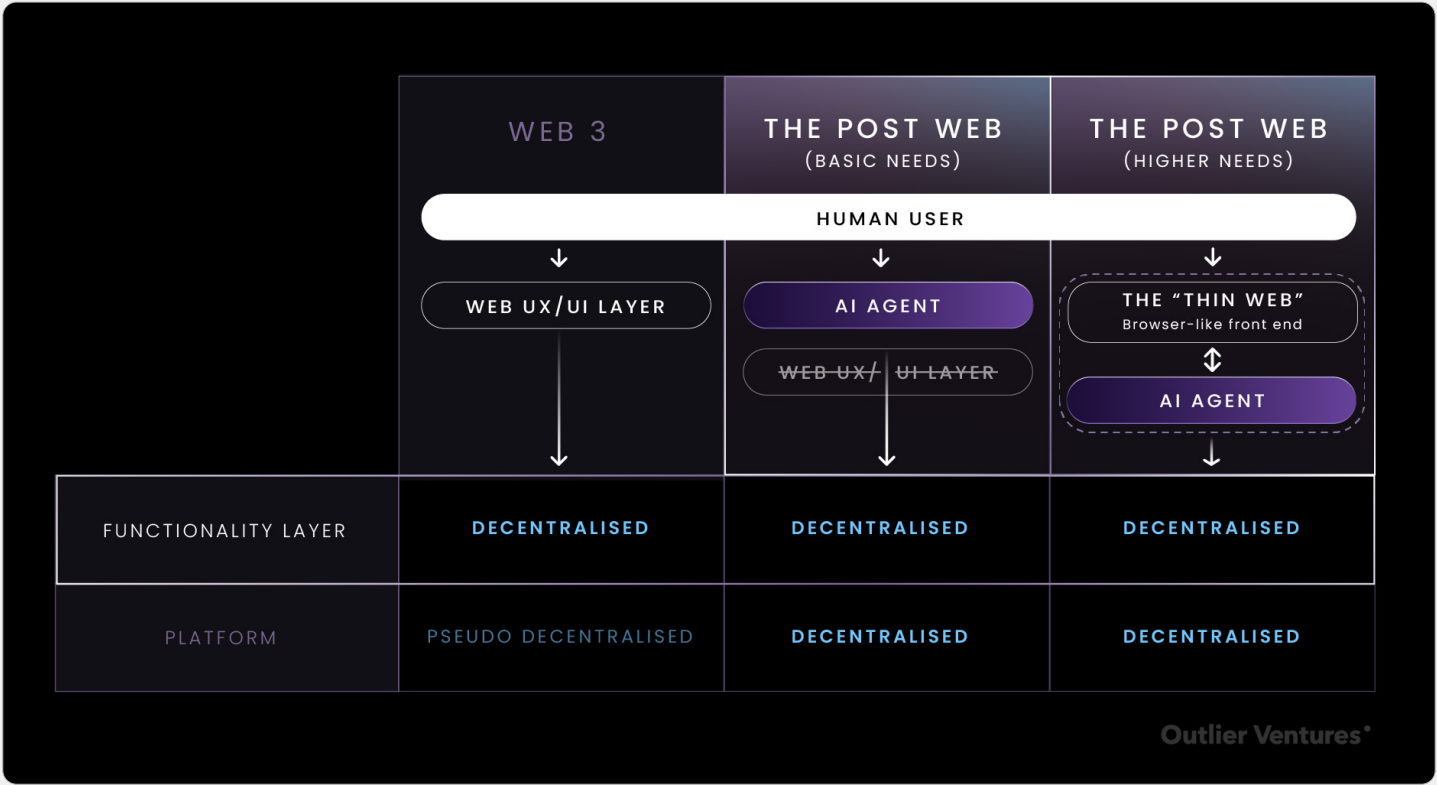 WEB 3
THE POST WEB
(BASIC NEEDS)
THE POST WEB
(HIGHER NEEDS)
HUMAN USER
WEB UX/UI LAYER
AI AGENT
WEB UX/ UI LAYER
THE “THIN WEB”
Browser-like front end
AI AGENT
FUNCTIONALITY LAYER
DECENTRALISED
DECENTRALISED
DECENTRALISED
PLATFORM
PSEUDO DECENTRALISED
DECENTRALISED
DECENTRALISED
Outlier Ventures